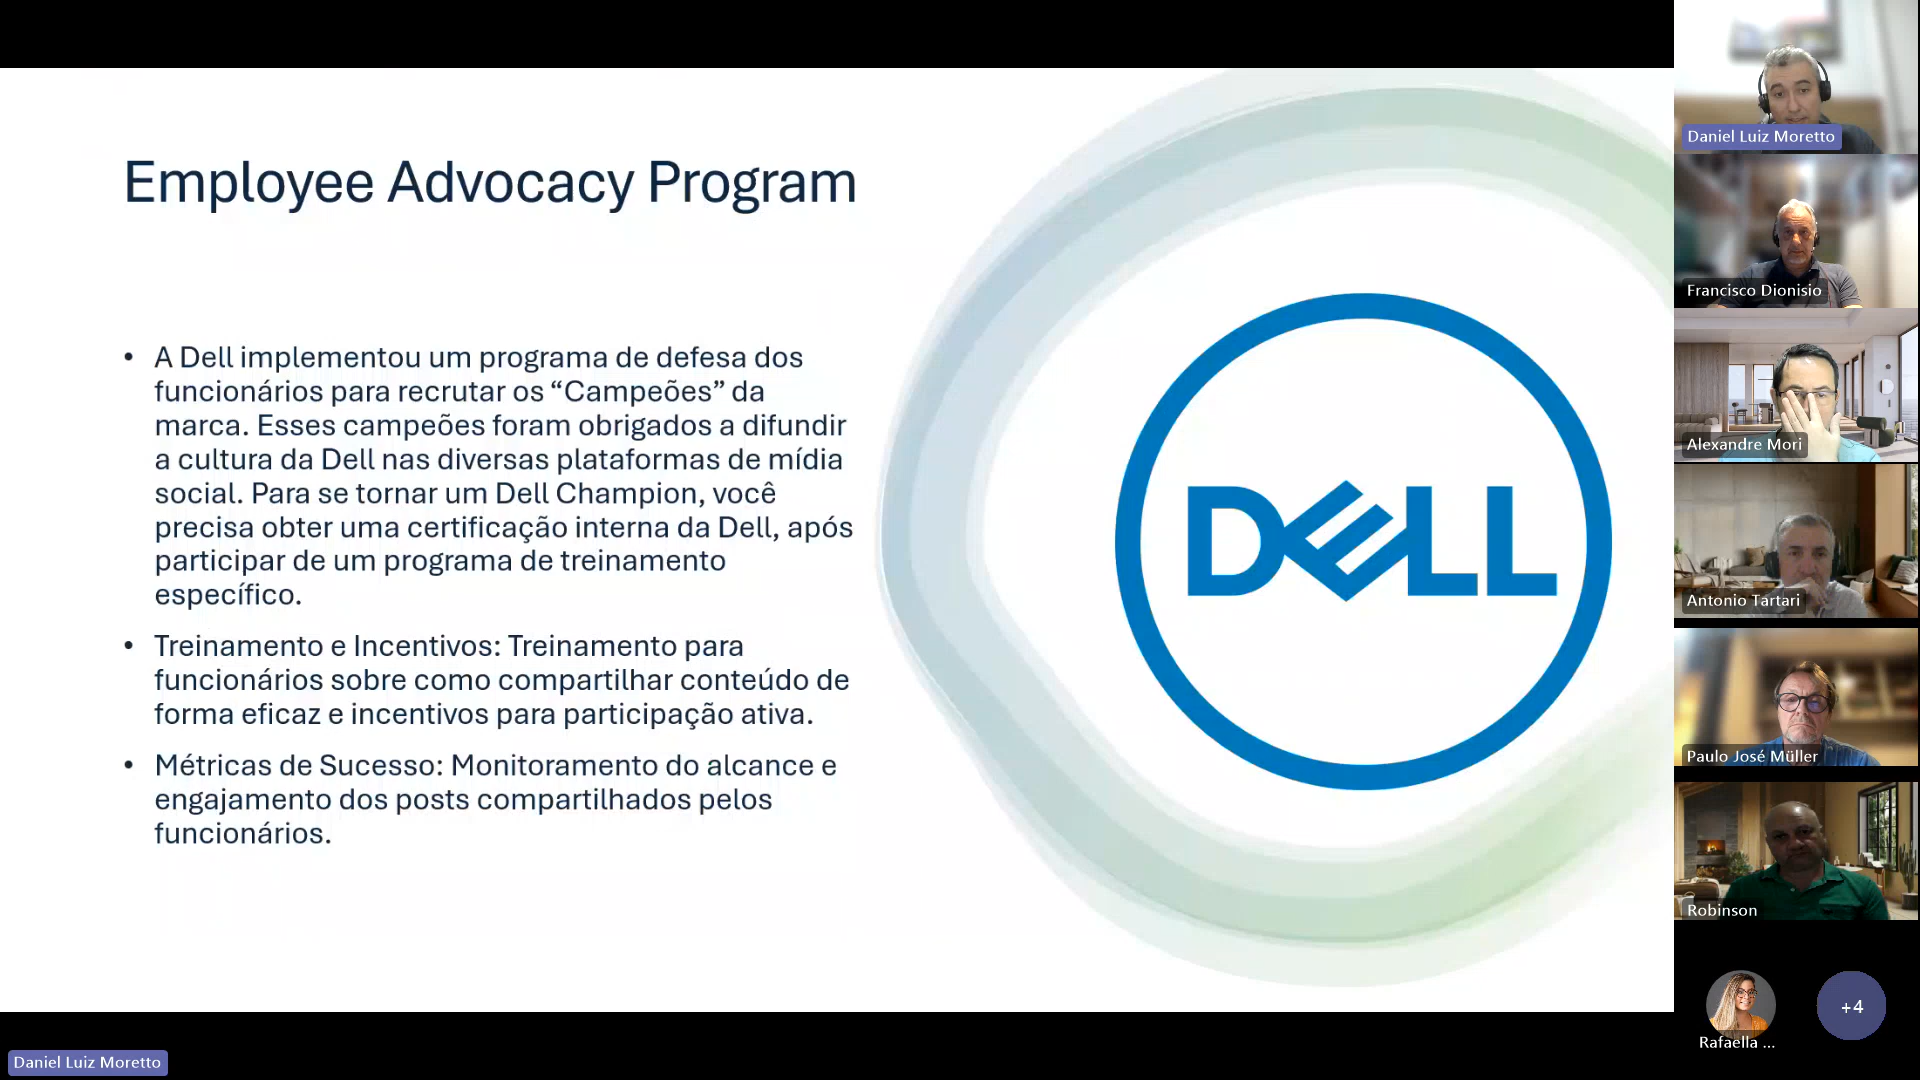 Employee Advocacy Program
• A Dell implementou um programa de defesa dos
funcionários para recrutar os “Campeões” da
marca. Esses campeões foram obrigados a difundir
a cultura da Dell nas diversas plataformas de mídia
social. Para se tornar um Dell Champion, você
precisa obter uma certificação interna da Dell, após
participar de um programa de treinamento
específico.
• Treinamento e Incentivos: Treinamento para
funcionários sobre como compartilhar conteúdo de
forma eficaz e incentivos para participação ativa.
• Métricas de Sucesso: Monitoramento do alcance e
engajamento dos posts compartilhados pelos
funcionários.
DELL
Daniel Luiz Moretto
Francisco Dionisio
Alexandre Mori
Antonio Tartari
Paulo José Müller
Robinson
Rafaella ...
+4
Daniel Luiz Moretto